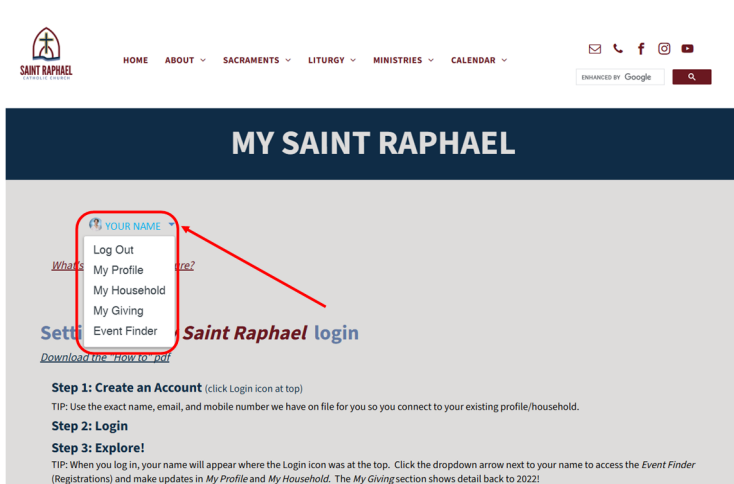 SAINT RAPHAEL
CATHOLIC CHURCH
HOME ABOUT SACRAMENTS LITURGY MINISTRIES CALENDAR
ENHANCED BY Google
MY SAINT RAPHAEL
YOUR NAME
Log Out
What's re?
My Profile
My Household
My Giving
Event Finder
Setti Saint Raphael login
Download the "How to" pdf
Step 1: Create an Account (click Login icon at top)
TIP: Use the exact name, email, and mobile number we have on file for you so you connect to your existing profile/household.
Step 2: Login
Step 3: Explore!
TIP: When you log in, your name will appear where the Login icon was at the top. Click the dropdown arrow next to your name to access the Event Finder
(Registrations) and make updates in My Profile and My Household. The My Giving section shows detail back to 2022!